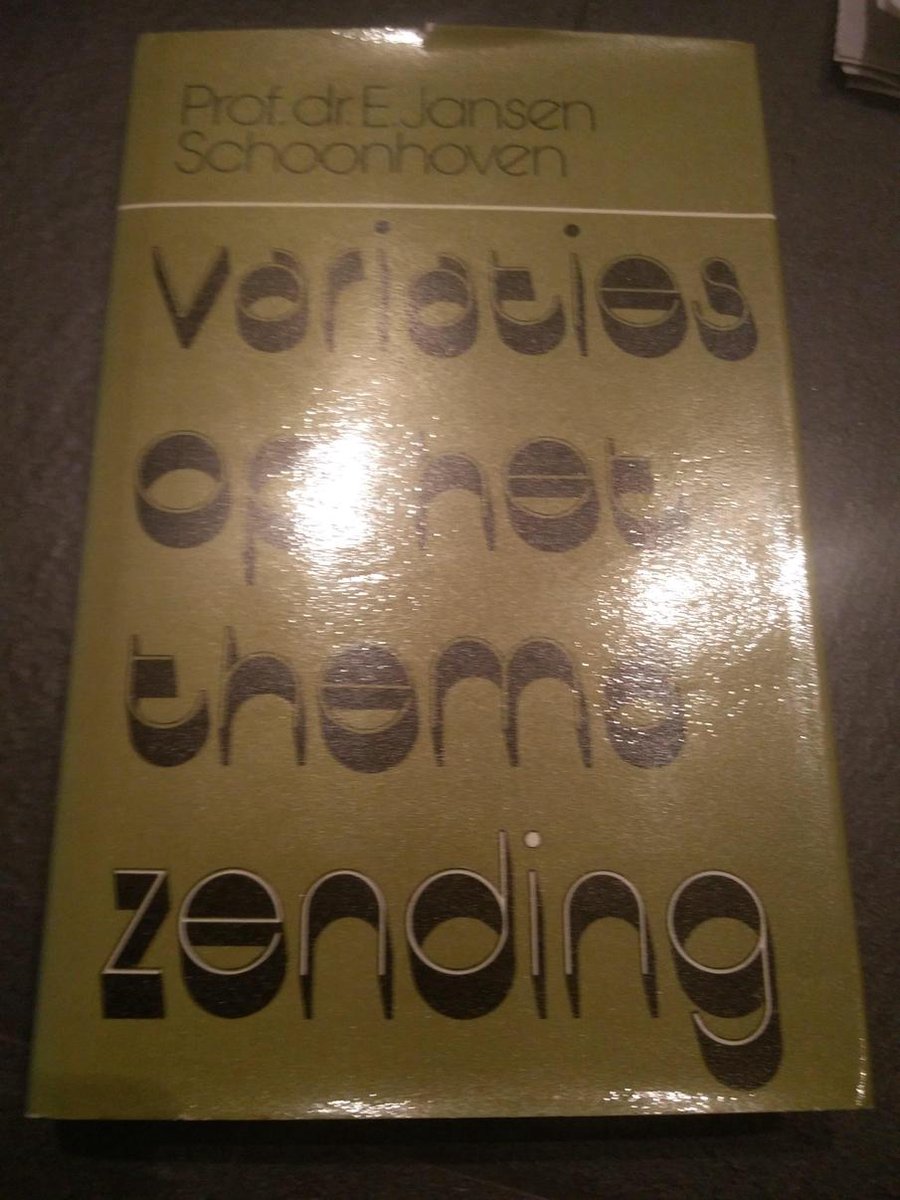 Prof. dr. E. Jansen
Schoonhoven
variaties
op het
thema
zending